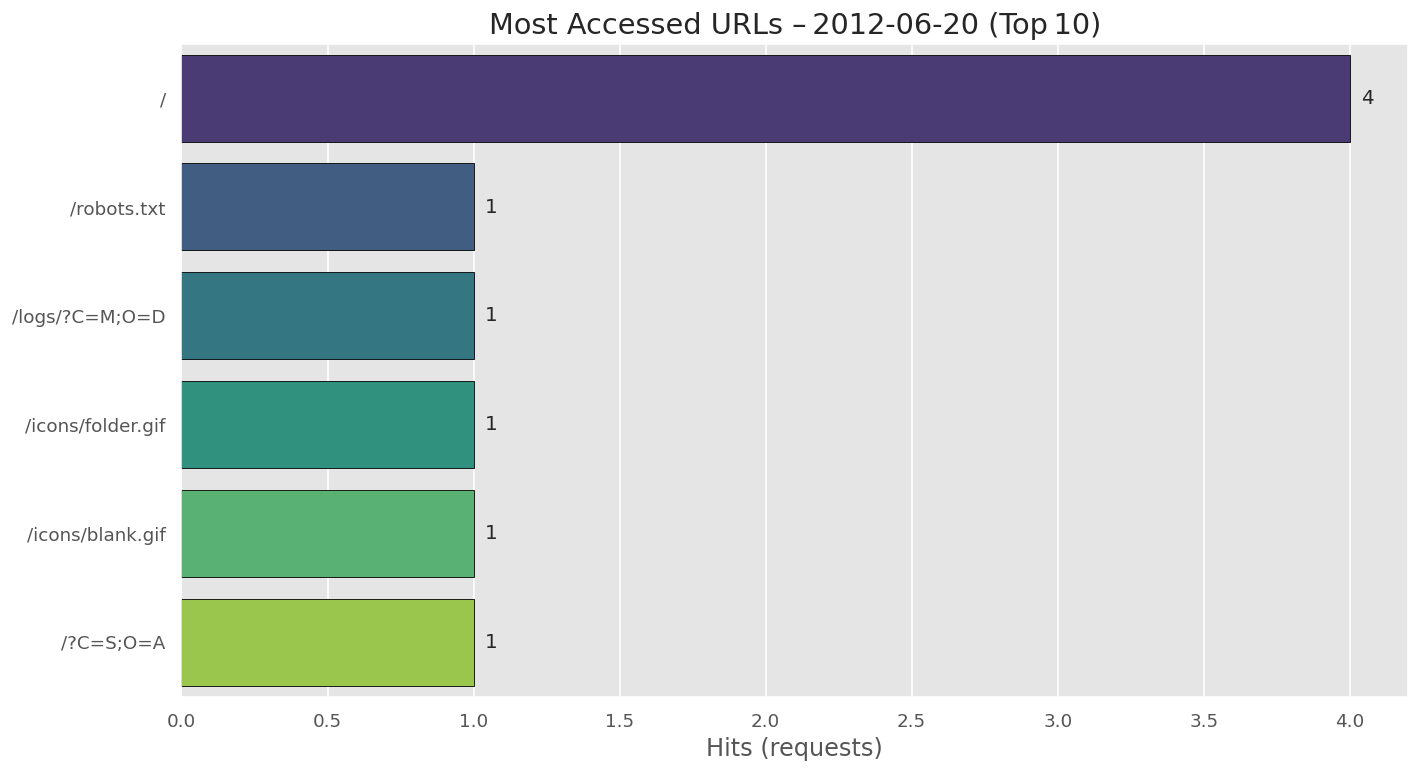 Most Accessed URLs – 2012-06-20 (Top 10)
/
4
/robots.txt
1
/logs/?C=M;O=D
1
/icons/folder.gif
1
/icons/blank.gif
1
/?C=S;O=A
1
0.0 0.5 1.0 1.5 2.0 2.5 3.0 3.5 4.0
Hits (requests)